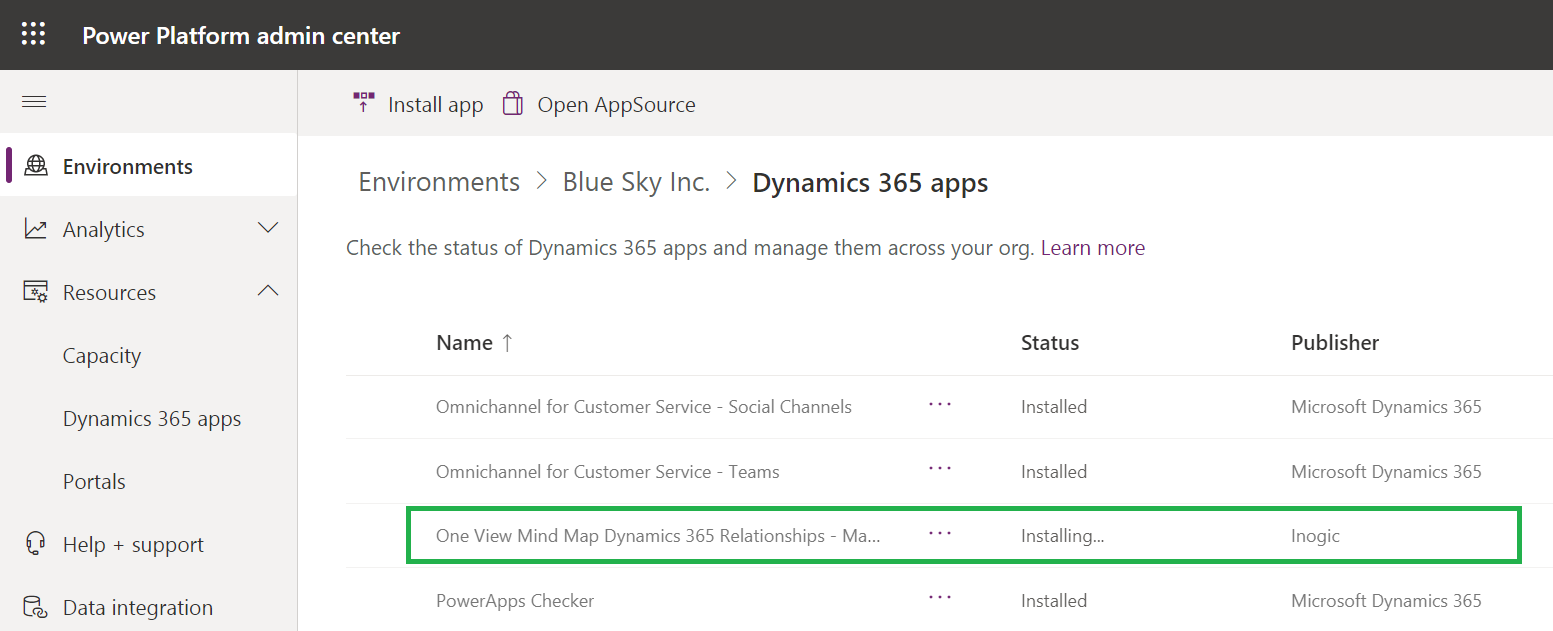 Power Platform admin center
Install app Open AppSource
Environments
Analytics
Resources
Capacity
Dynamics 365 apps
Portals
Help + support
Data integration
Environments > Blue Sky Inc. > Dynamics 365 apps
Check the status of Dynamics 365 apps and manage them across your org. Learn more
Name ↑ Status Publisher
Omnichannel for Customer Service - Social Channels ... Installed Microsoft Dynamics 365
Omnichannel for Customer Service - Teams ... Installed Microsoft Dynamics 365
One View Mind Map Dynamics 365 Relationships - Ma... ... Installing... Inogic
PowerApps Checker ... Installed Microsoft Dynamics 365